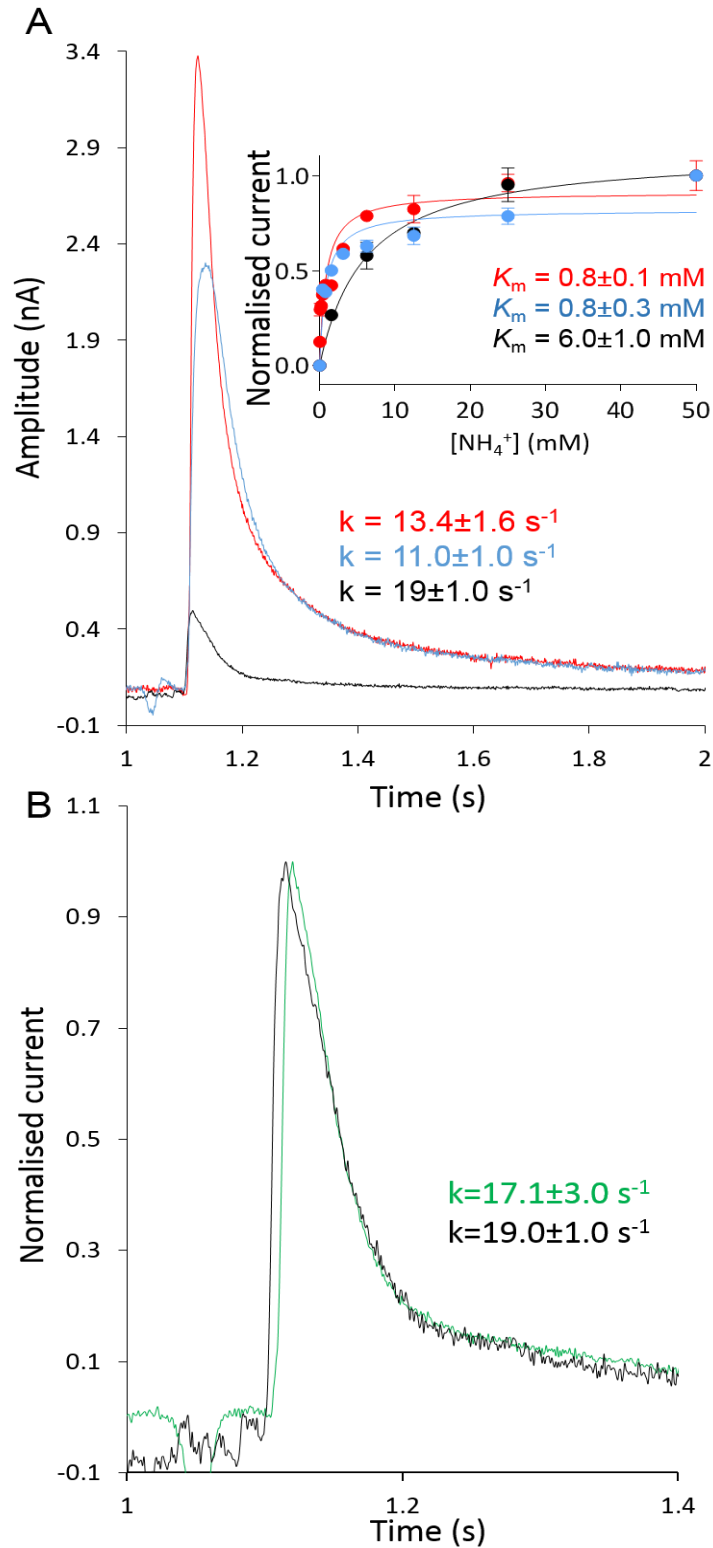 A
3.4
2.9
2.4
1.9
1.4
0.9
0.4
-0.1
Amplitude (nA)
1
1.2
1.4
1.6
1.8
2
Time (s)
1.0
0.5
0.0
Normalised current
0
10
20
30
40
50
[NH₄⁺] (mM)
Kₘ = 0.8±0.1 mM
Kₘ = 0.8±0.3 mM
Kₘ = 6.0±1.0 mM
k = 13.4±1.6 s⁻¹
k = 11.0±1.0 s⁻¹
k = 19±1.0 s⁻¹
B
1.1
0.9
0.7
0.5
0.3
0.1
-0.1
Normalised current
k=17.1±3.0 s⁻¹
k=19.0±1.0 s⁻¹
1
1.2
1.4
Time (s)